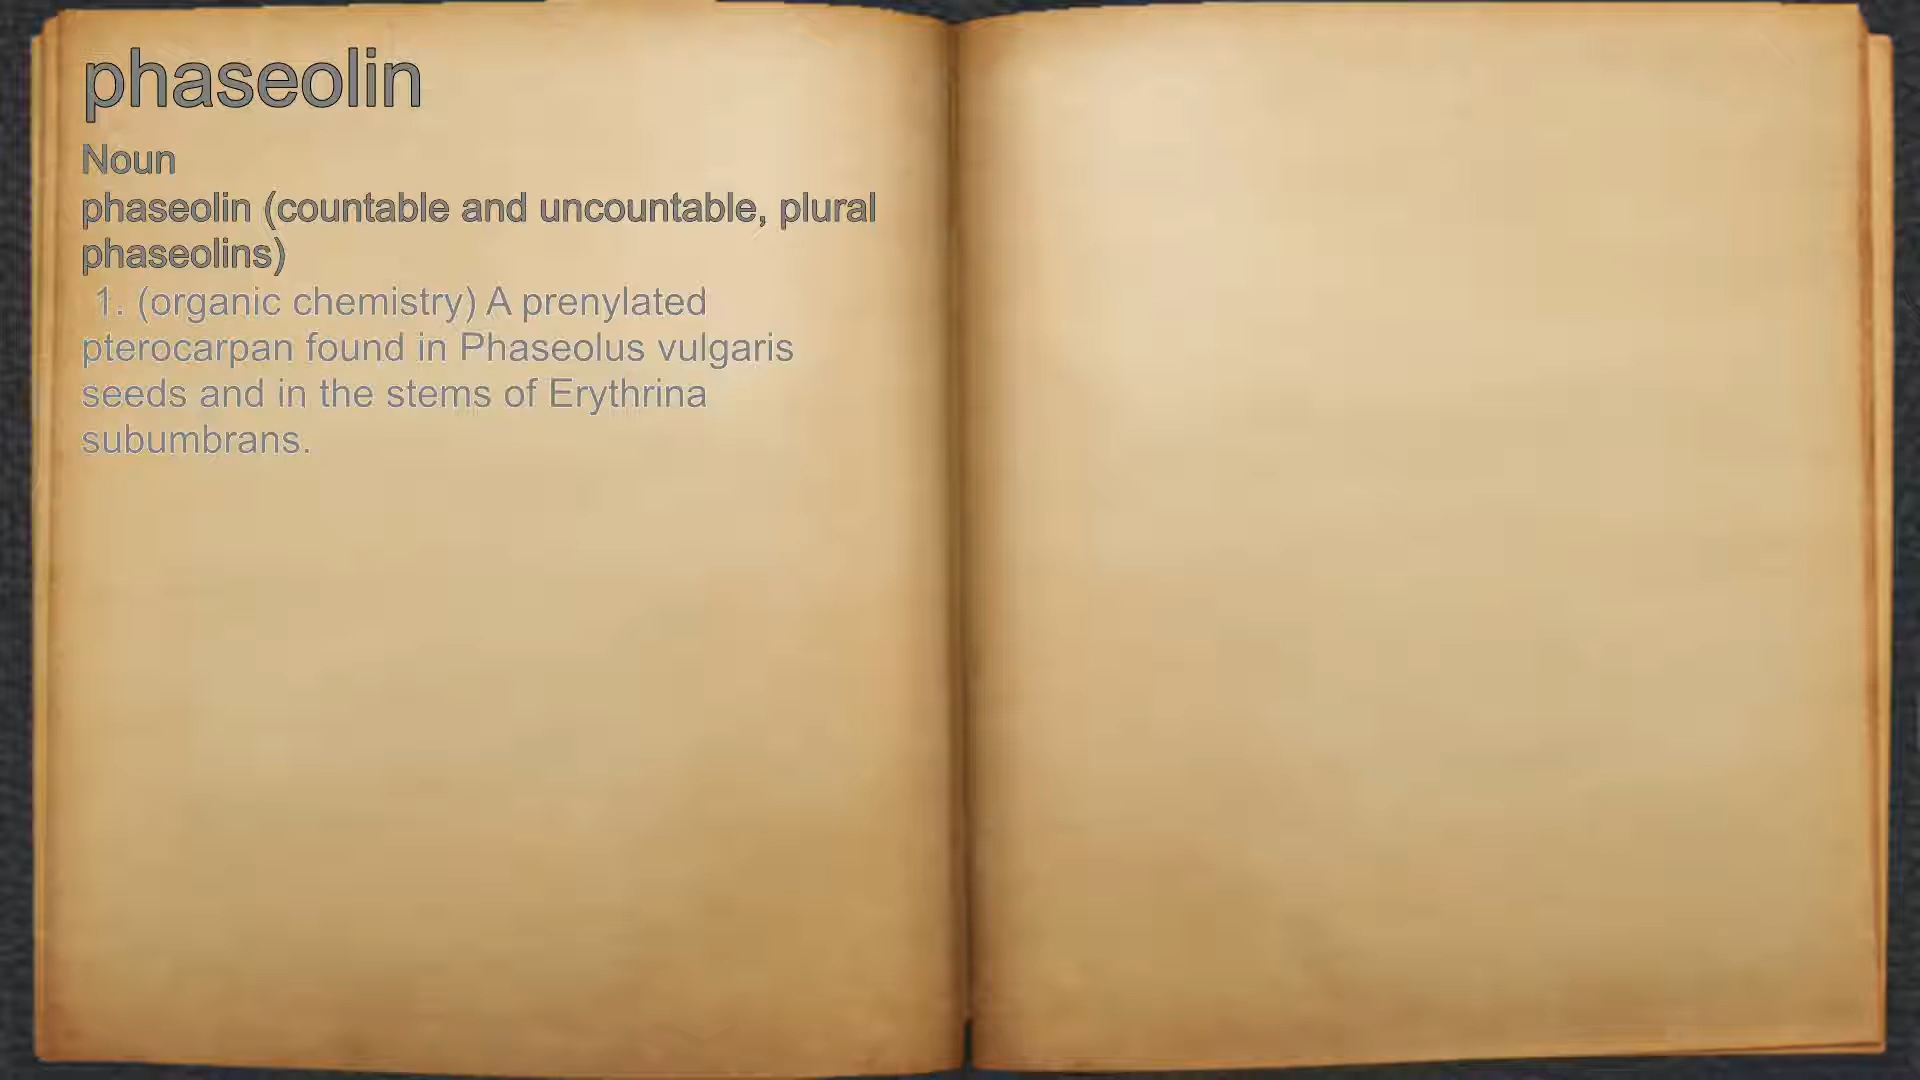 phaseolin
Noun
phaseolin (countable and uncountable, plural
phaseolins)
1. (organic chemistry) A prenylated
pterocarpan found in Phaseolus vulgaris
seeds and in the stems of Erythrina
subumbrans.